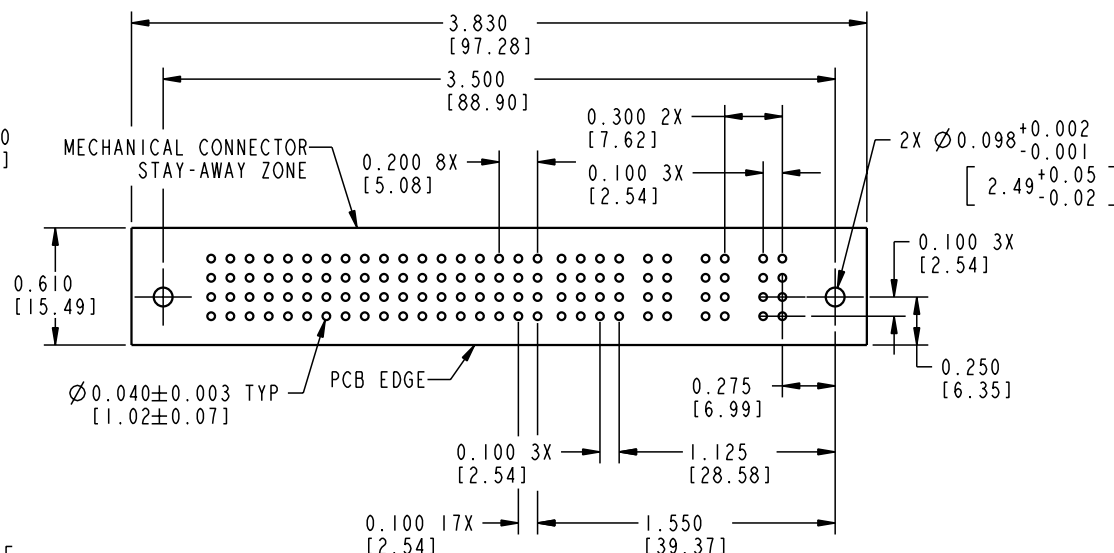 3.830
[97.28]
3.500
[88.90]
0.300 2X
[7.62]
0
]
MECHANICAL CONNECTOR
STAY-AWAY ZONE
0.200 8X
[5.08]
0.100 3X
[2.54]
2X Ø0.098 +0.002
-0.001
[2.49 +0.05
-0.02]
0.100 3X
[2.54]
0.610
[15.49]
Ø0.040±0.003 TYP
[1.02±0.07]
PCB EDGE
0.275
[6.99]
0.250
[6.35]
0.100 3X
[2.54]
1.125
[28.58]
0.100 17X
[2.54]
1.550
[39.37]